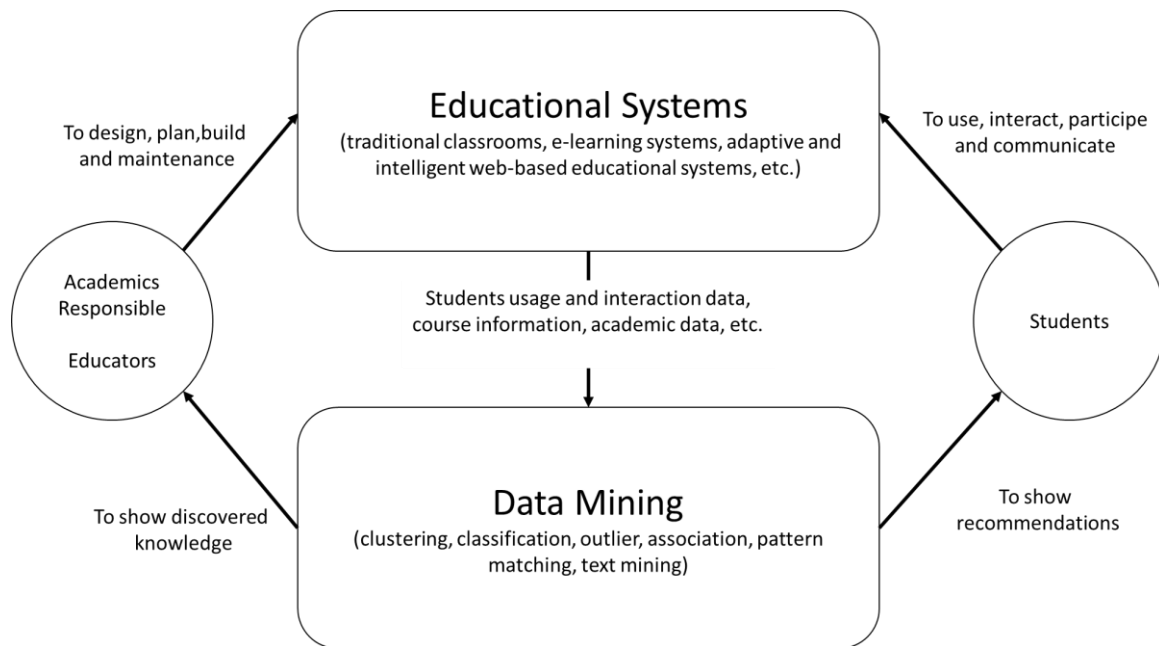 Educational Systems
(traditional classrooms, e-learning systems, adaptive and
intelligent web-based educational systems, etc.)
To design, plan,build
and maintenance
To use, interact, participe
and communicate
Academics
Responsible
Educators
Students usage and interaction data,
course information, academic data, etc.
Students
Data Mining
(clustering, classification, outlier, association, pattern
matching, text mining)
To show discovered
knowledge
To show
recommendations